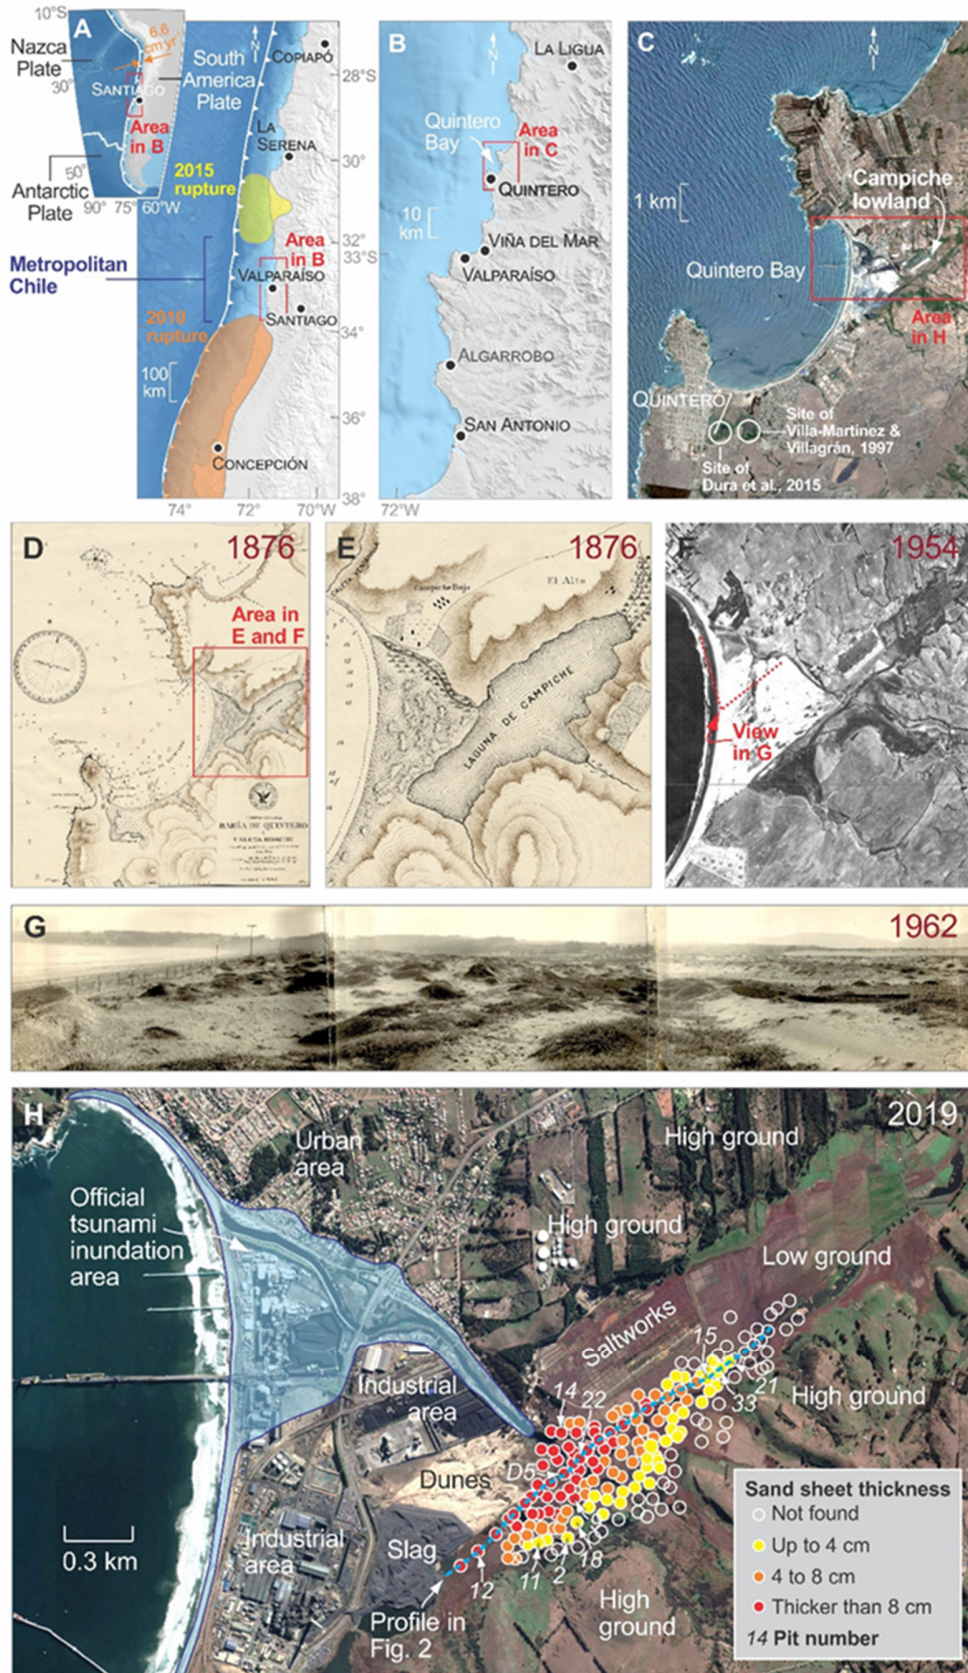 10°S
A
6.6
cm yr⁻¹
Nazca
Plate
30°
SANTIAGO
Area
in B
50°
Antarctic
Plate
90° 75° 60°W
South
America
Plate
N
COPIAPÓ
28°S
LA
SERENA
30°
2015
rupture
32°
Metropolitan
Chile
Area
in B
VALPARAÍSO
SANTIAGO
2010
rupture
34°
100
km
36°
CONCEPCIÓN
38°
74° 72° 70°W
B
N
LA LIGUA
Quintero
Bay
Area
in C
QUINTERO
10
km
33°S
VIÑA DEL MAR
VALPARAÍSO
ALGARROBO
SAN ANTONIO
72°W
C
N
1 km
Campiche
lowland
Quintero Bay
Area
in H
QUINTERO
Site of
Villa-Martínez &
Villagrán, 1997
Site of
Dura et al., 2015
D
1876
Area in
E and F
BAHÍA DE QUINTERO
E
1876
Campiche Bajo
El Alto
LAGUNA DE CAMPICHE
F
1954
View
in G
G
1962
H
2019
Urban
area
High ground
Official
tsunami
inundation
area
High ground
Low ground
Saltworks
15
14 22
21
33
High ground
Industrial
area
D5
Dunes
Industrial
area
Slag
0.3 km
12
11
2
18
Profile in
Fig. 2
High
ground
Sand sheet thickness
Not found
Up to 4 cm
4 to 8 cm
Thicker than 8 cm
14 Pit number